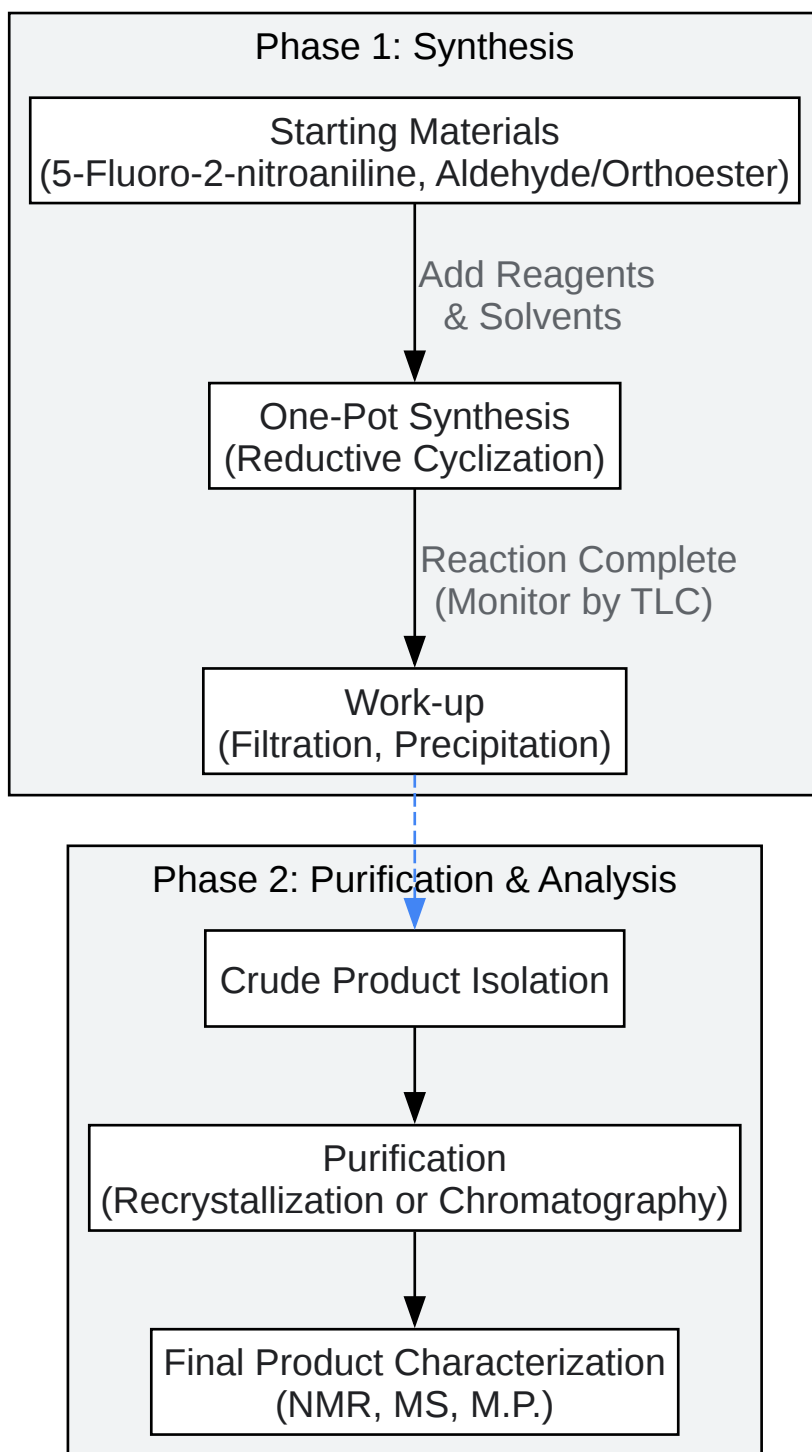 Phase 1: Synthesis
Starting Materials
(5-Fluoro-2-nitroaniline, Aldehyde/Orthoester)
Add Reagents
& Solvents
One-Pot Synthesis
(Reductive Cyclization)
Reaction Complete
(Monitor by TLC)
Work-up
(Filtration, Precipitation)
Phase 2: Purification & Analysis
Crude Product Isolation
Purification
(Recrystallization or Chromatography)
Final Product Characterization
(NMR, MS, M.P.)